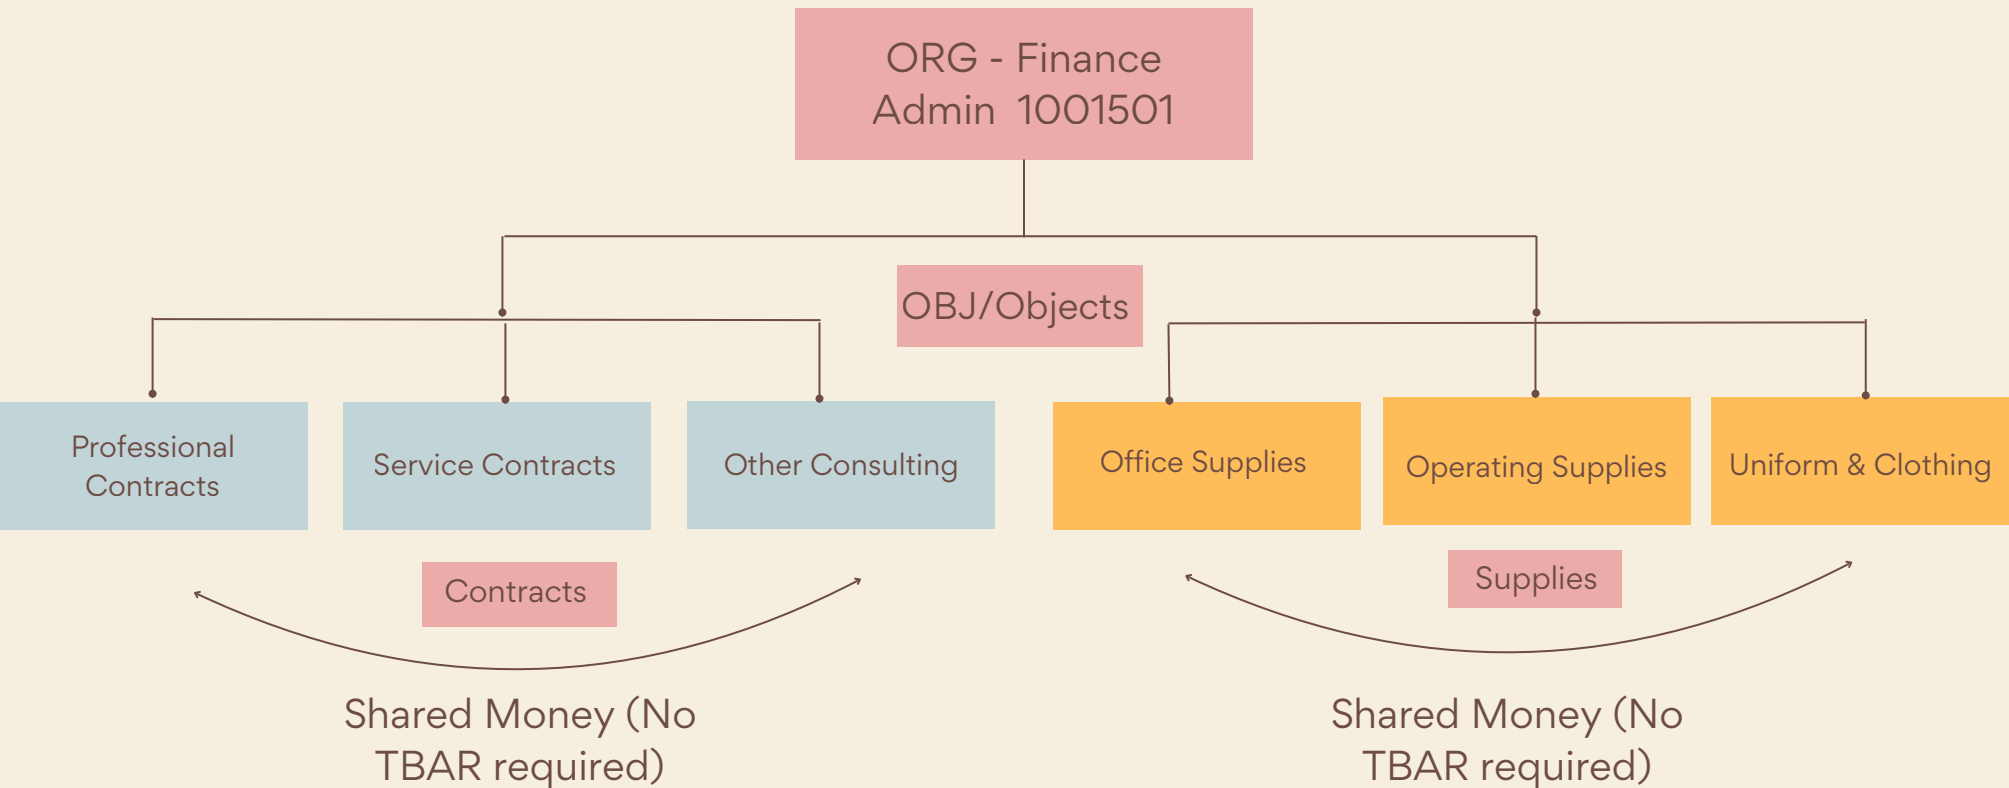 ORG - Finance
Admin 1001501
OBJ/Objects
Professional
Contracts
Service Contracts
Other Consulting
Office Supplies
Operating Supplies
Uniform & Clothing
Contracts
Supplies
Shared Money (No
TBAR required)
Shared Money (No
TBAR required)